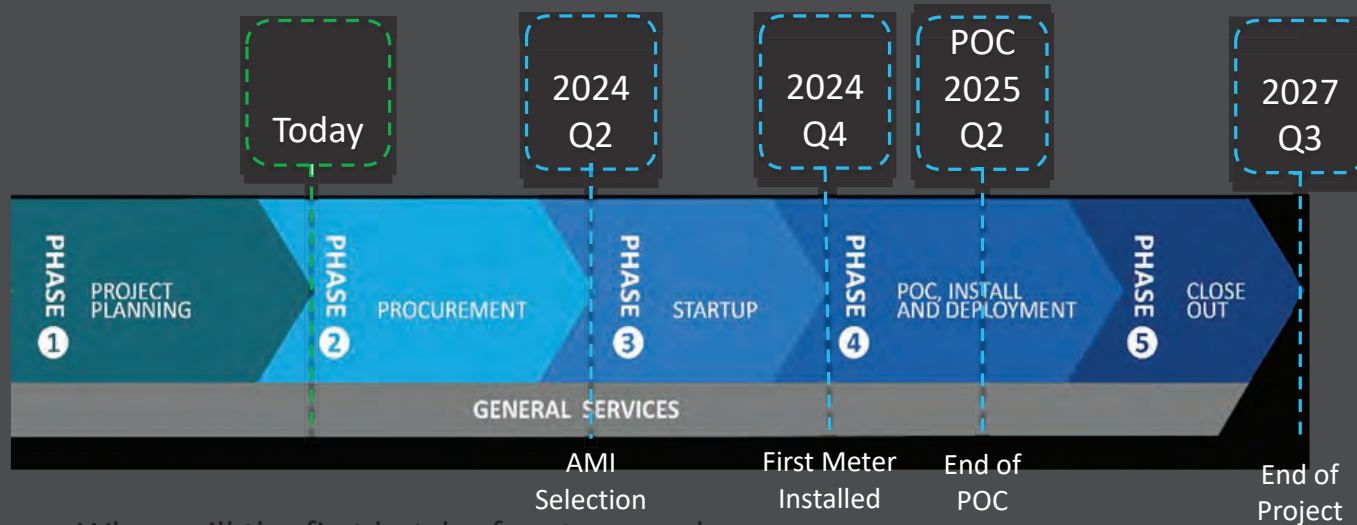 Today
2024
Q2
2024
Q4
POC
2025
Q2
2027
Q3
PHASE 1
PROJECT
PLANNING
PHASE 2
PROCUREMENT
PHASE 3
STARTUP
PHASE 4
POC, INSTALL
AND DEPLOYMENT
PHASE 5
CLOSE
OUT
GENERAL SERVICES
AMI
Selection
First Meter
Installed
End of
POC
End of
Project